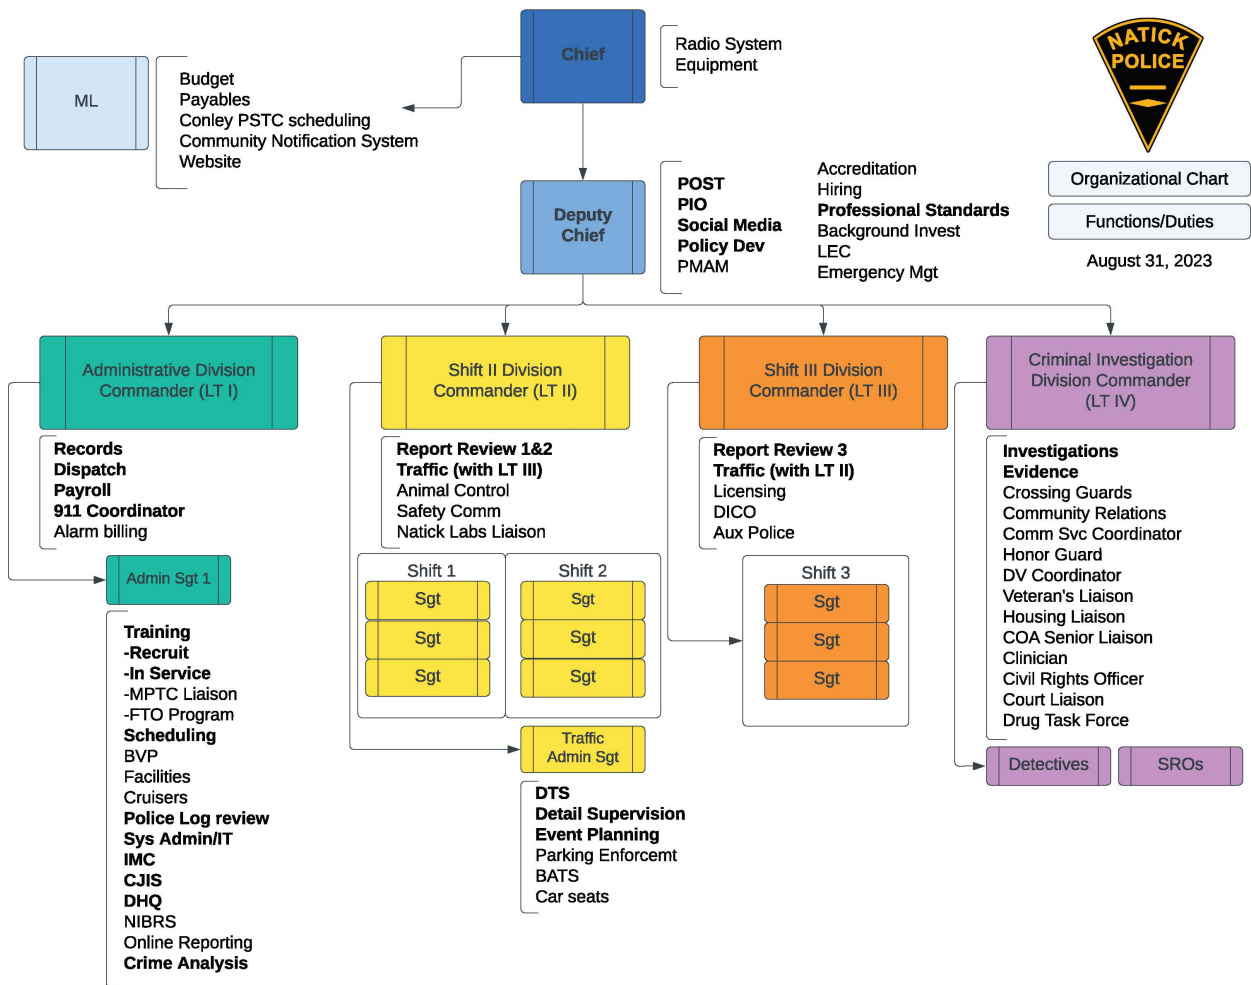 Chief
Radio System
Equipment
NATICK
POLICE
ML
Budget
Payables
Conley PSTC scheduling
Community Notification System
Website
Deputy
Chief
POST
PIO
Social Media
Policy Dev
PMAM
Accreditation
Hiring
Professional Standards
Background Invest
LEC
Emergency Mgt
Organizational Chart
Functions/Duties
August 31, 2023
Administrative Division
Commander (LT I)
Records
Dispatch
Payroll
911 Coordinator
Alarm billing
Admin Sgt 1
Training
-Recruit
-In Service
-MPTC Liaison
-FTO Program
Scheduling
BVP
Facilities
Cruisers
Police Log review
Sys Admin/IT
IMC
CJIS
DHQ
NIBRS
Online Reporting
Crime Analysis
Shift II Division
Commander (LT II)
Report Review 1&2
Traffic (with LT III)
Animal Control
Safety Comm
Natick Labs Liaison
Shift 1
Sgt
Sgt
Sgt
Shift 2
Sgt
Sgt
Sgt
Traffic
Admin Sgt
DTS
Detail Supervision
Event Planning
Parking Enforcemt
BATS
Car seats
Shift III Division
Commander (LT III)
Report Review 3
Traffic (with LT II)
Licensing
DICO
Aux Police
Shift 3
Sgt
Sgt
Sgt
Criminal Investigation
Division Commander
(LT IV)
Investigations
Evidence
Crossing Guards
Community Relations
Comm Svc Coordinator
Honor Guard
DV Coordinator
Veteran's Liaison
Housing Liaison
COA Senior Liaison
Clinician
Civil Rights Officer
Court Liaison
Drug Task Force
Detectives
SROs